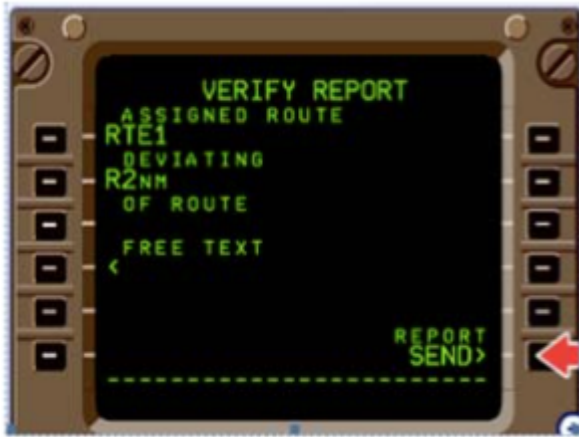 VERIFY REPORT
ASSIGNED ROUTE
RTE1
DEVIATING
R2NM
OF ROUTE
FREE TEXT
<
REPORT
SEND>
--------------------------